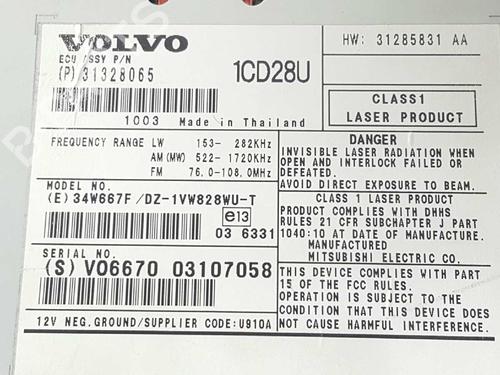 VOLVO
ECU ASSY P/N
(P) 31328065
1CD28U
HW: 31285831 AA
1003 Made in Thailand
CLASS1
LASER PRODUCT
FREQUENCY RANGE LW 153- 282KHz
AM(MW) 522-1720KHz
FM 76.0-108.0MHz
DANGER
INVISIBLE LASER RADIATION WHEN
OPEN AND INTERLOCK FAILED OR
DEFEATED.
AVOID DIRECT EXPOSURE TO BEAM.
MODEL NO.
(E) 34W667F/DZ-1VW828WU-T
e13
03 6331
CLASS 1 LASER PRODUCT
PRODUCT COMPLIES WITH DHHS
RULES 21 CFR SUBCHAPTER J PART
1040:10 AT DATE OF MANUFACTURE.
MANUFACTURED
MITSUBISHI ELECTRIC CO.
SERIAL NO.
(S) V06670 03107058
THIS DEVICE COMPLIES WITH PART
15 OF THE FCC RULES.
OPERATION IS SUBJECT TO THE
CONDITION THAT THIS DEVICE DOES
NOT CAUSE HARMFUL INTERFERENCE.
12V NEG.GROUND/SUPPLIER CODE:U910A